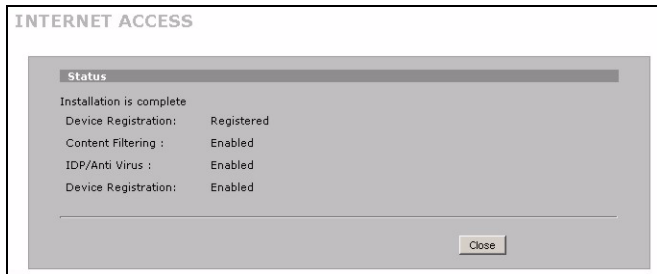 INTERNET ACCESS
Status
Installation is complete
Device Registration: Registered
Content Filtering : Enabled
IDP/Anti Virus : Enabled
Device Registration: Enabled
Close